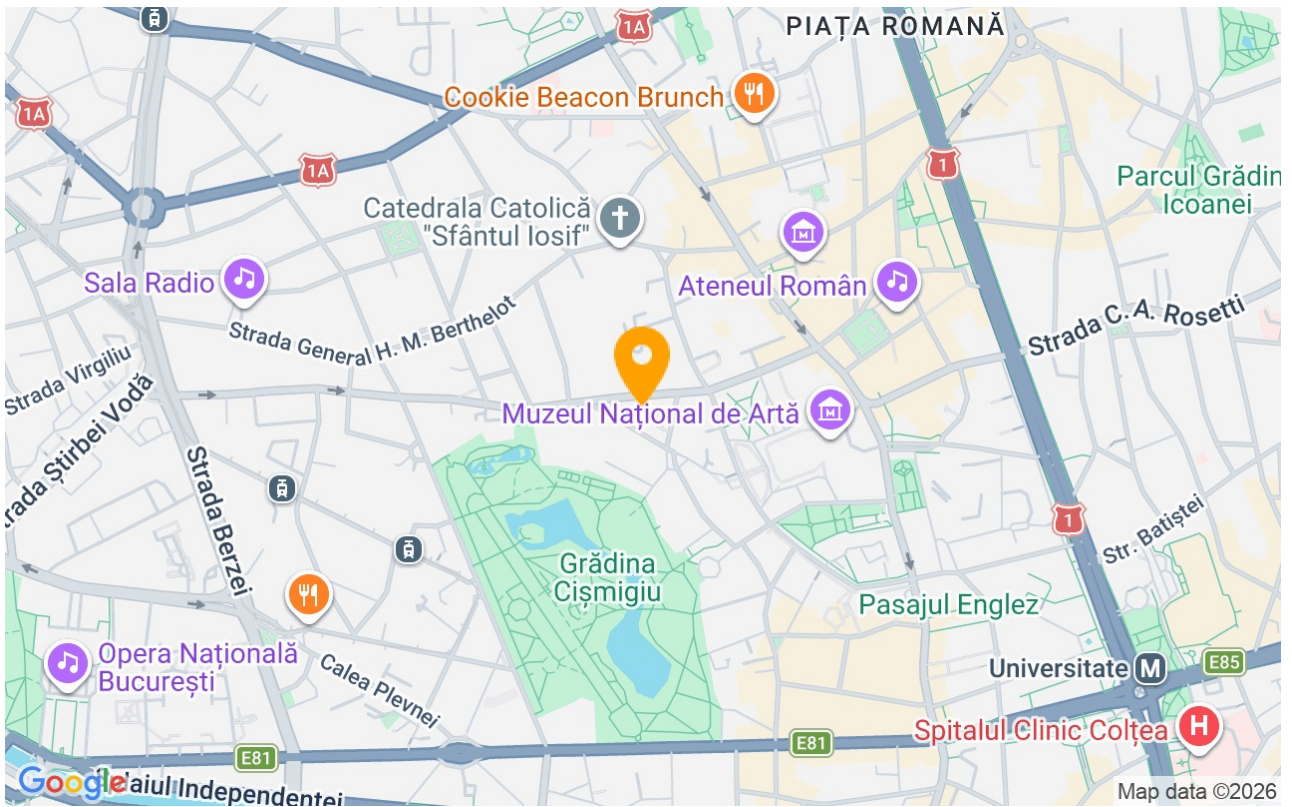 PIAȚA ROMANĂ
1A
Cookie Beacon Brunch
1A
1
1A
Parcul Grădin
Icoanei
Catedrala Catolică
"Sfântul Iosif"
Sala Radio
Ateneul Român
Strada General H. M. Berthelot
Strada C. A. Rosetti
Strada Virgiliu
trada Știrbei Vodă
Muzeul Național de Artă
Strada Berzei
1
Str. Batiștei
Grădina
Cișmigiu
Pasajul Englez
Opera Națională
București
Calea Plevnei
Universitate M
E85
Spitalul Clinic Colțea H
E81
E81
Google
laiul Independenței
Map data ©2026